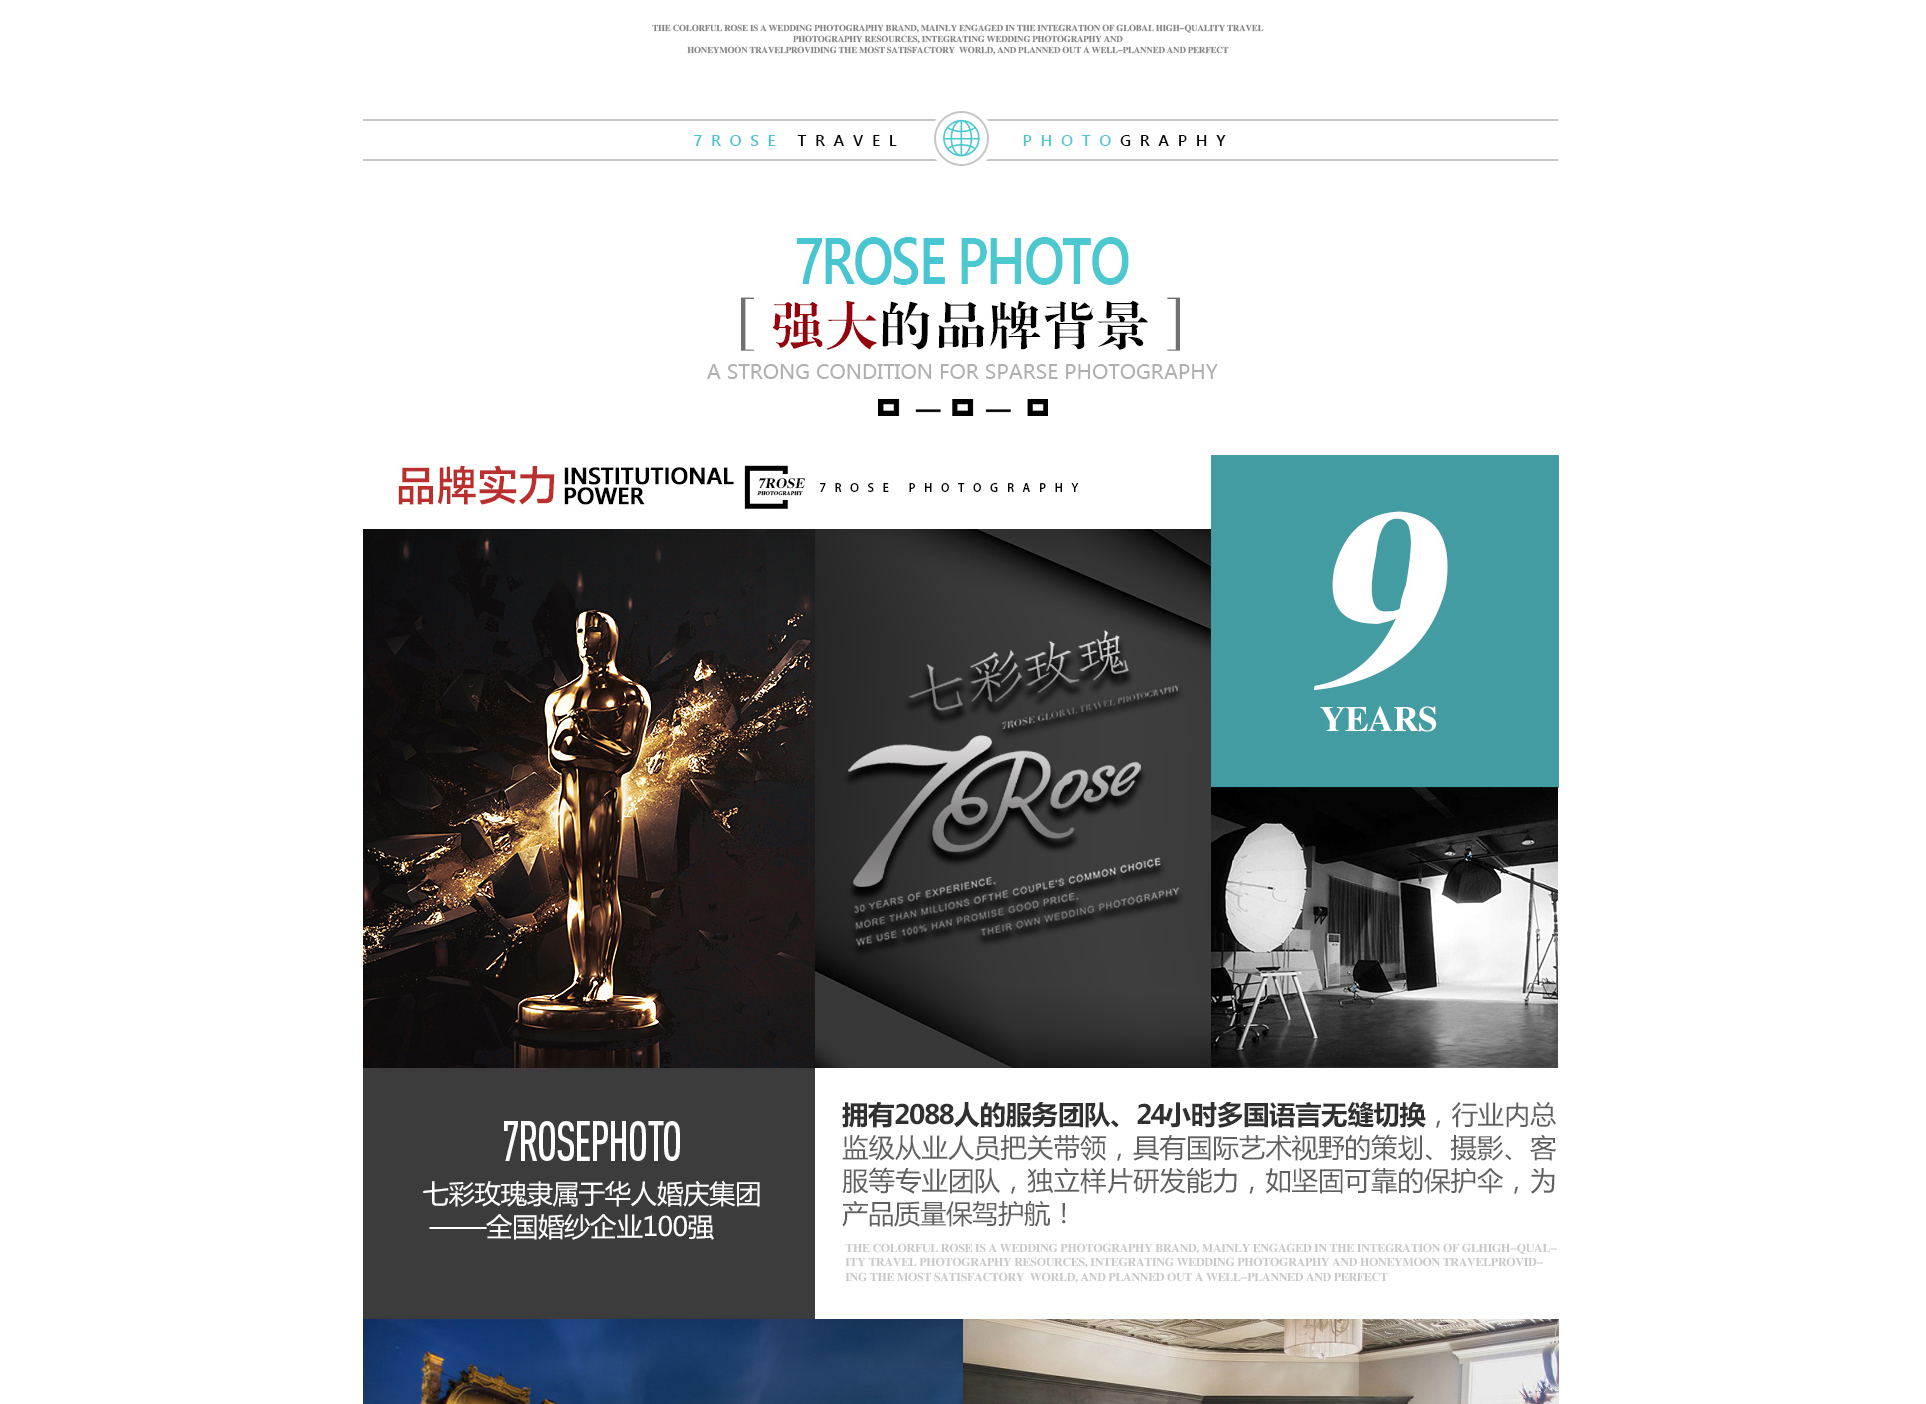 THE COLORFUL ROSE IS A WEDDING PHOTOGRAPHY BRAND, MAINLY ENGAGED IN THE INTEGRATION OF GLOBAL HIGH-QUALITY TRAVEL
PHOTOGRAPHY RESOURCES, INTEGRATING WEDDING PHOTOGRAPHY AND
HONEYMOON TRAVELPROVIDING THE MOST SATISFACTORY WORLD, AND PLANNED OUT A WELL-PLANNED AND PERFECT
7ROSE TRAVEL PHOTOGRAPHY
7ROSE PHOTO
[ 强大的品牌背景 ]
A STRONG CONDITION FOR SPARSE PHOTOGRAPHY
品牌实力
INSTITUTIONAL
POWER
7ROSE
PHOTOGRAPHY
7ROSE PHOTOGRAPHY
9
YEARS
七彩玫瑰
7ROSE GLOBAL TRAVEL PHOTOGRAPHY
7Rose
30 YEARS OF EXPERIENCE,
MORE THAN MILLIONS OFTHE COUPLE'S COMMON CHOICE
WE USE 100% HAN PROMISE GOOD PRICE,
THEIR OWN WEDDING PHOTOGRAPHY
7ROSEPHOTO
七彩玫瑰隶属于华人婚庆集团
——全国婚纱企业100强
拥有2088人的服务团队、24小时多国语言无缝切换，行业内总
监级从业人员把关带领，具有国际艺术视野的策划、摄影、客
服等专业团队，独立样片研发能力，如坚固可靠的保护伞，为
产品质量保驾护航！
THE COLORFUL ROSE IS A WEDDING PHOTOGRAPHY BRAND, MAINLY ENGAGED IN THE INTEGRATION OF GLHIGH-QUAL-
ITY TRAVEL PHOTOGRAPHY RESOURCES, INTEGRATING WEDDING PHOTOGRAPHY AND HONEYMOON TRAVELPROVID-
ING THE MOST SATISFACTORY WORLD, AND PLANNED OUT A WELL-PLANNED AND PERFECT